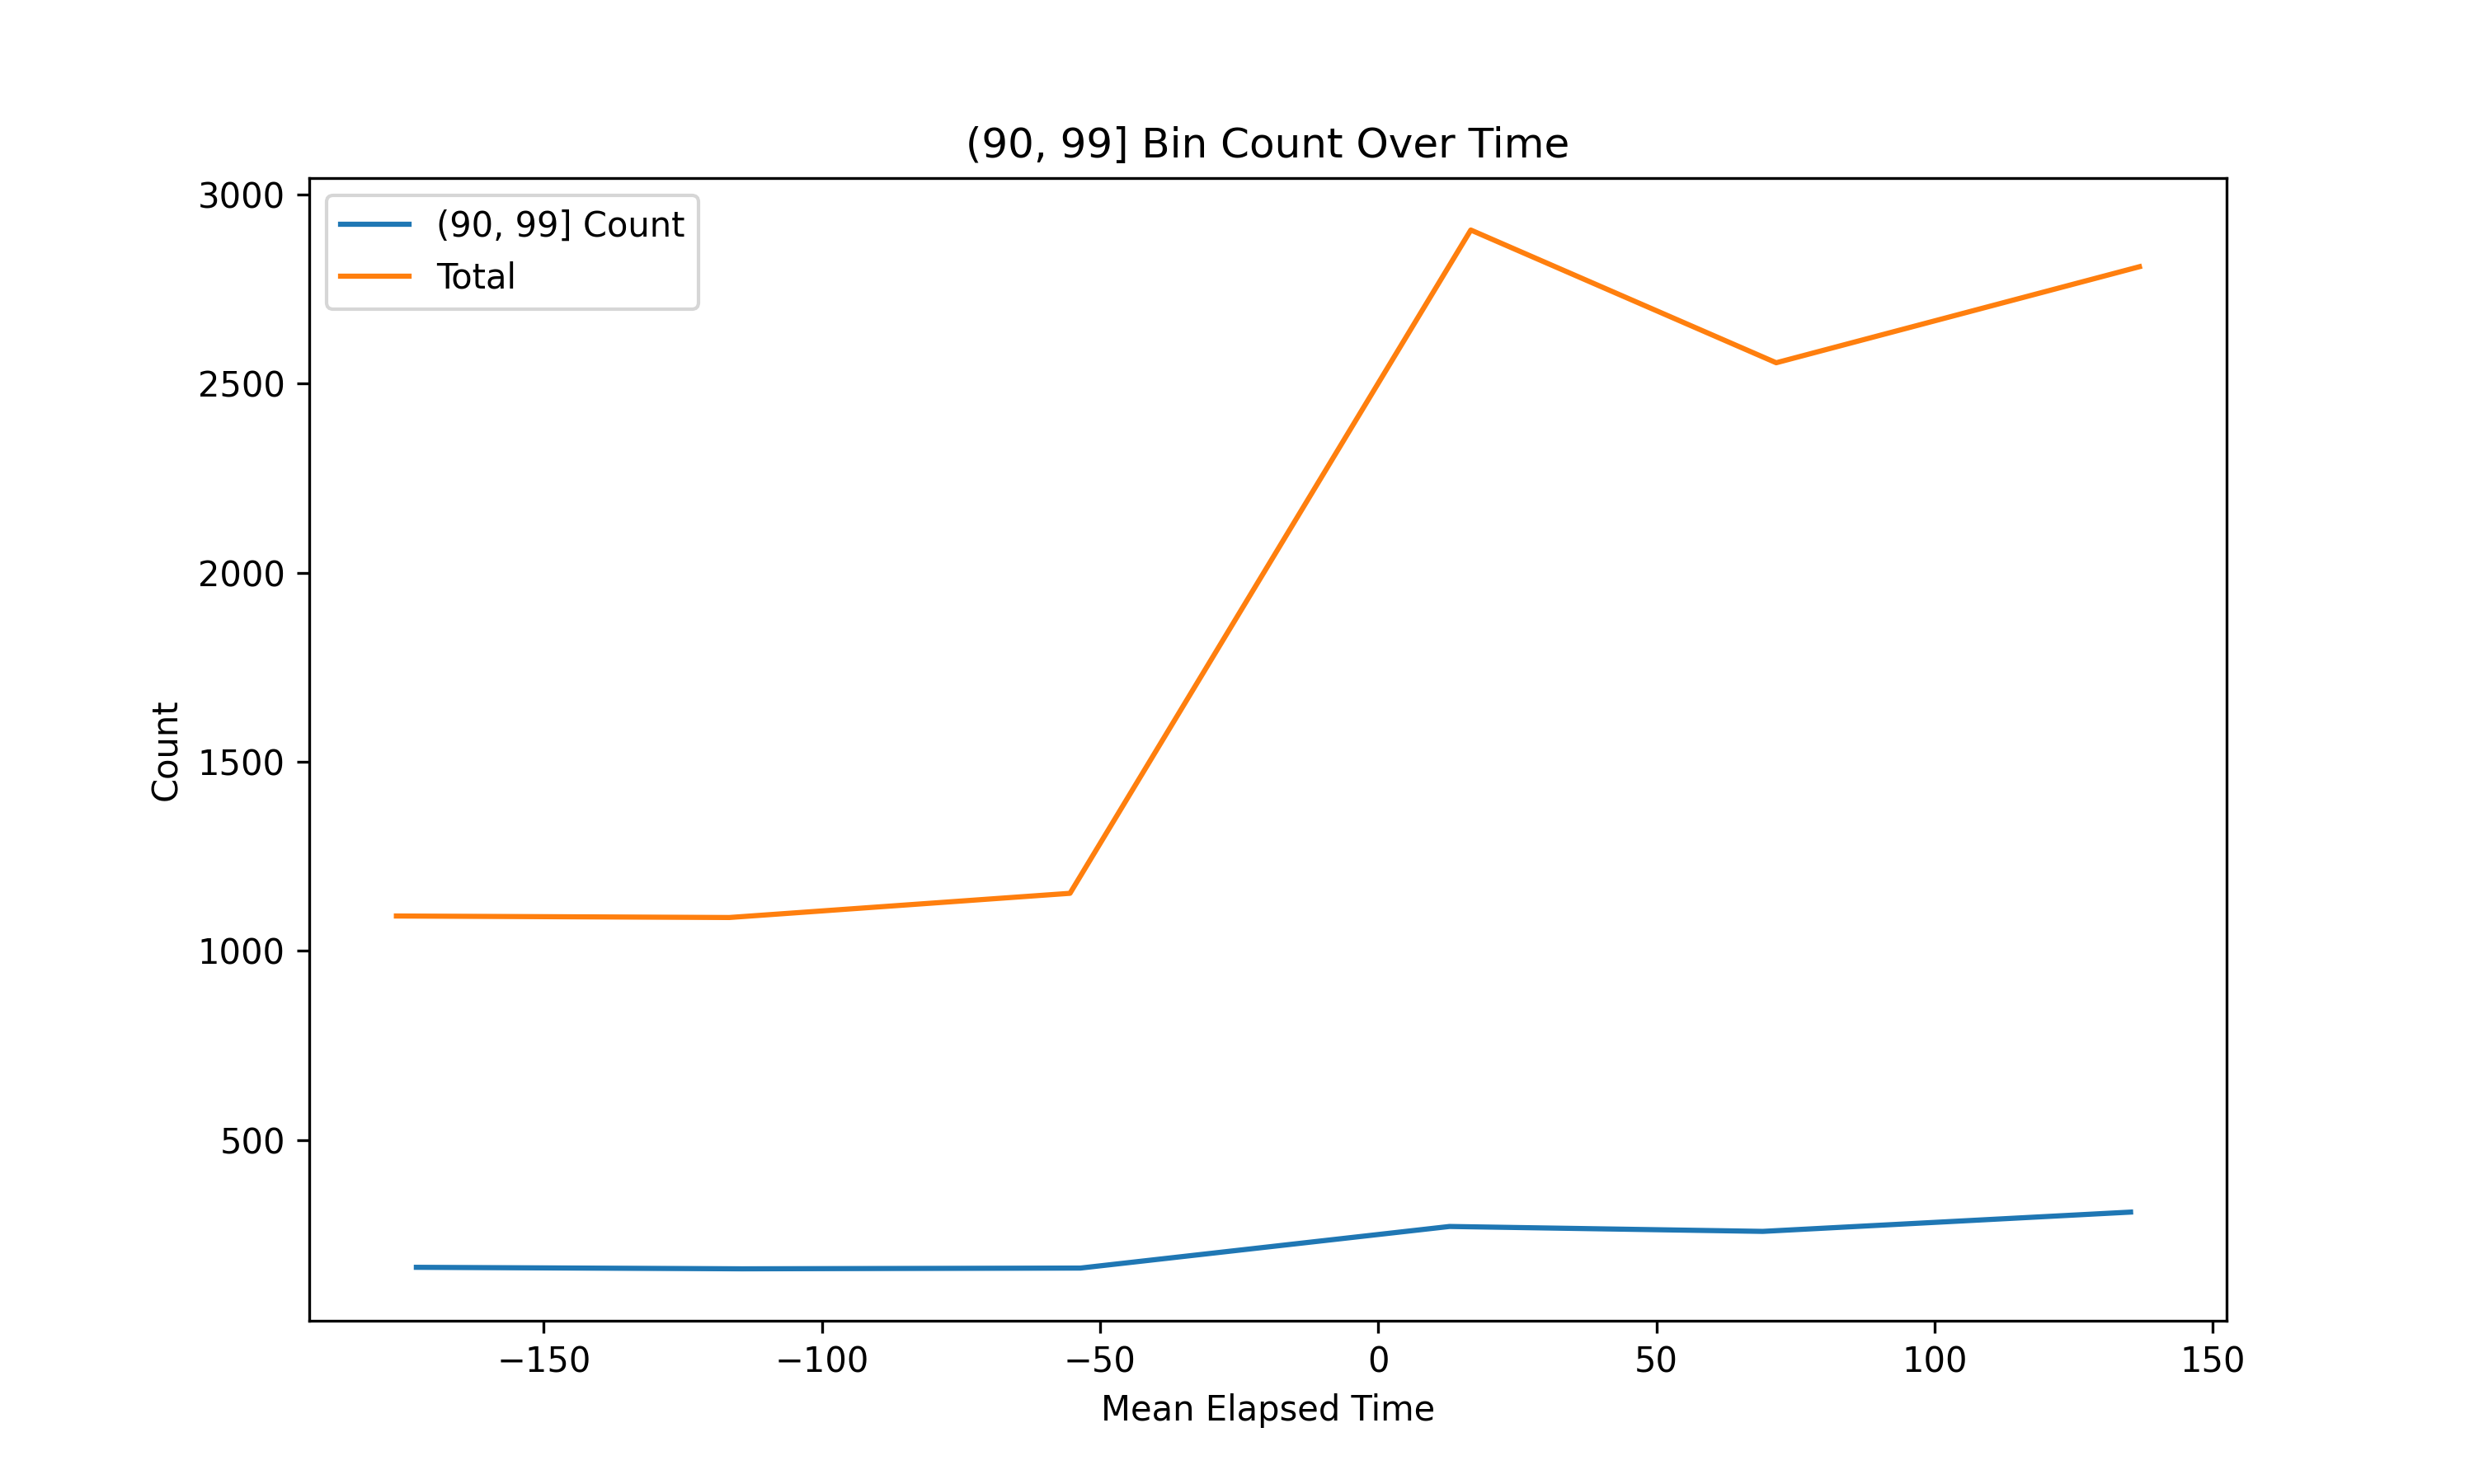 (90, 99] Bin Count Over Time
(90, 99] Count
Total
3000
2500
2000
1500
1000
500
Count
−150
−100
−50
0
50
100
150
Mean Elapsed Time